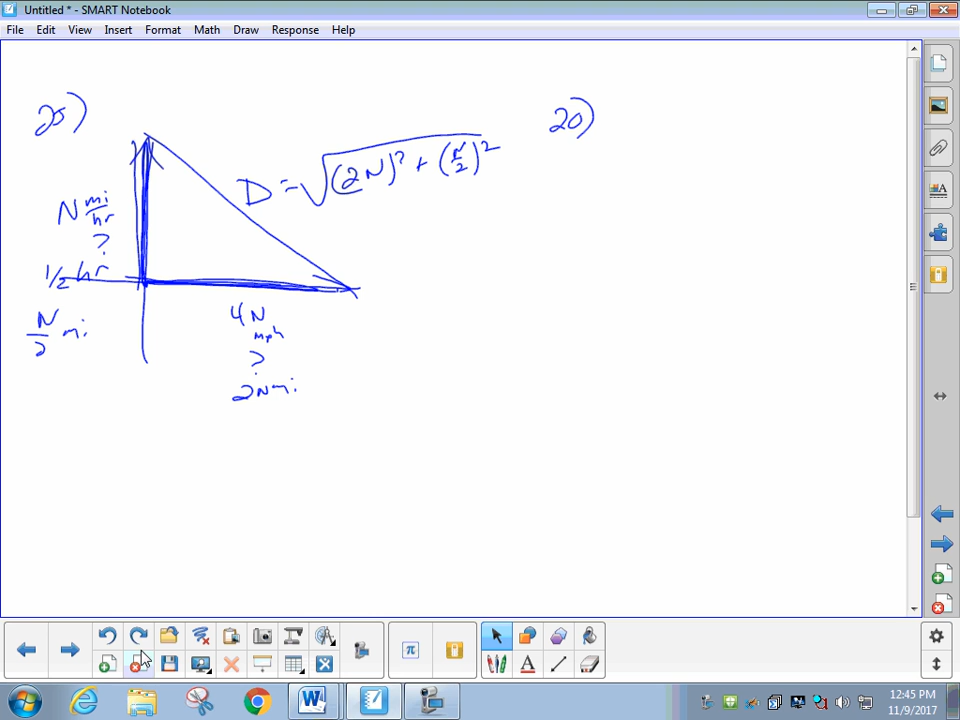 Untitled * - SMART Notebook
File Edit View Insert Format Math Draw Response Help
25)
20)
D = √(2N)² + (N/2)²
N mi/hr
?
1/2 hr
N/2 mi
4N
mph
?
2N mi
π
12:45 PM
11/9/2017